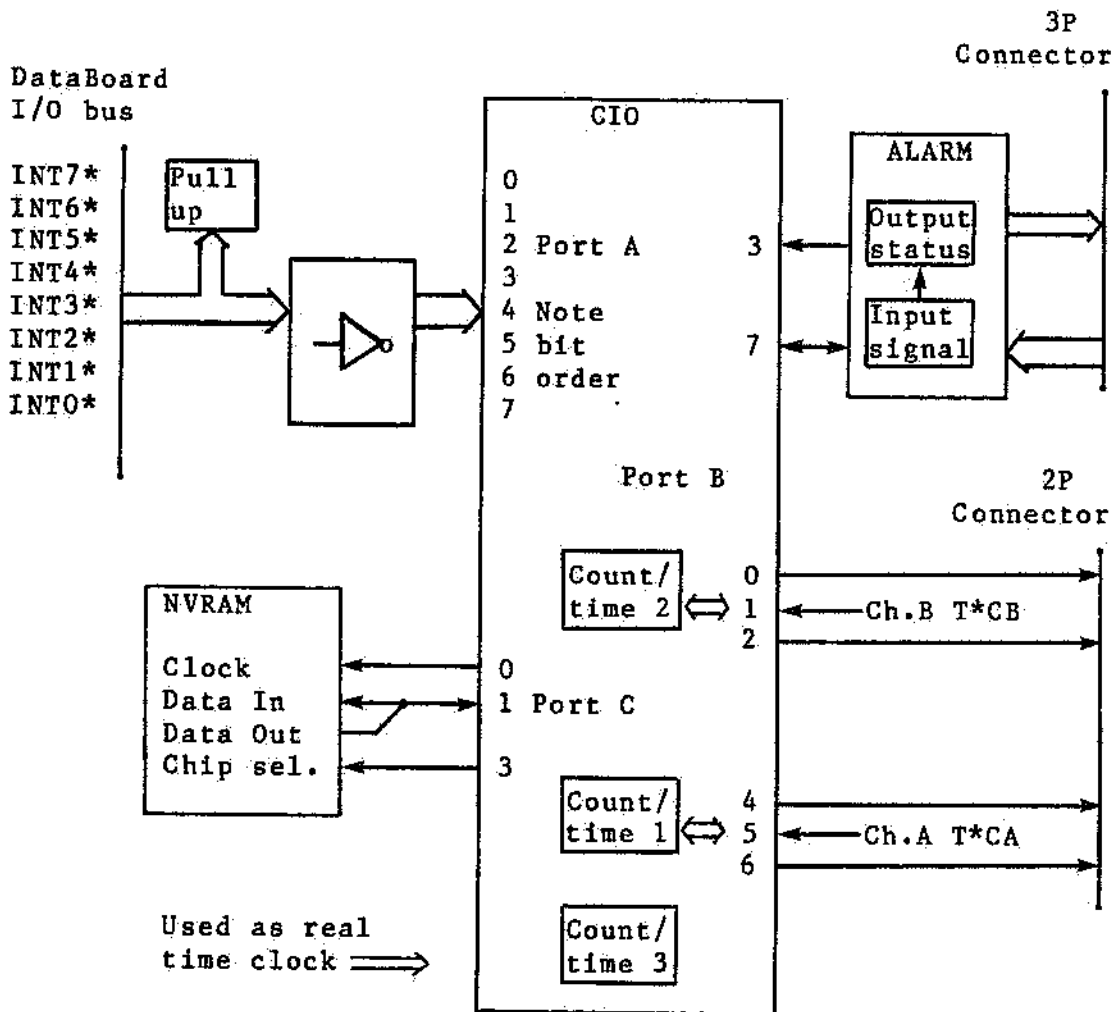 3P
Connector
DataBoard
I/O bus
INT7*
INT6*
INT5*
INT4*
INT3*
INT2*
INT1*
INT0*
Pull
up
CIO
0
1
2 Port A
3
4 Note
5 bit
6 order
7
3
7
ALARM
Output
status
Input
signal
Port B
2P
Connector
NVRAM
Clock
Data In
Data Out
Chip sel.
0
1 Port C
3
Count/
time 2
0
1
2
Ch.B T*CB
Count/
time 1
4
5
6
Ch.A T*CA
Used as real
time clock
Count/
time 3